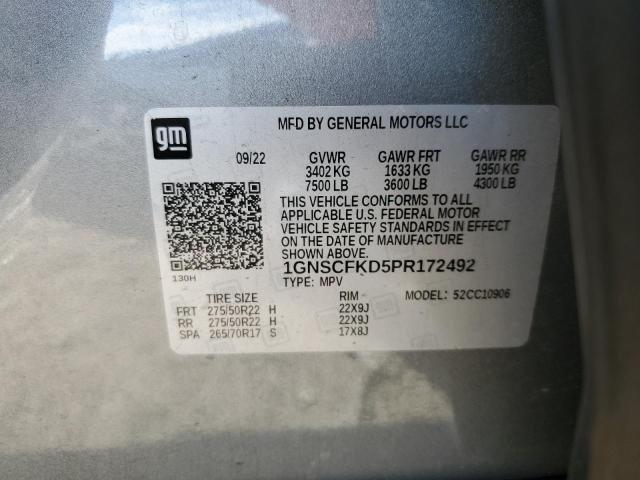 gm
MFD BY GENERAL MOTORS LLC
09/22 GVWR GAWR FRT GAWR RR
3402 KG 1633 KG 1950 KG
7500 LB 3600 LB 4300 LB
THIS VEHICLE CONFORMS TO ALL
APPLICABLE U.S. FEDERAL MOTOR
VEHICLE SAFETY STANDARDS IN EFFECT
ON THE DATE OF MANUFACTURE
SHOWN ABOVE.
1GNSCFKD5PR172492
130H TYPE: MPV MODEL: 52CC10906
TIRE SIZE RIM
FRT 275/50R22 H 22X9J
RR 275/50R22 H 22X9J
SPA 265/70R17 S 17X8J